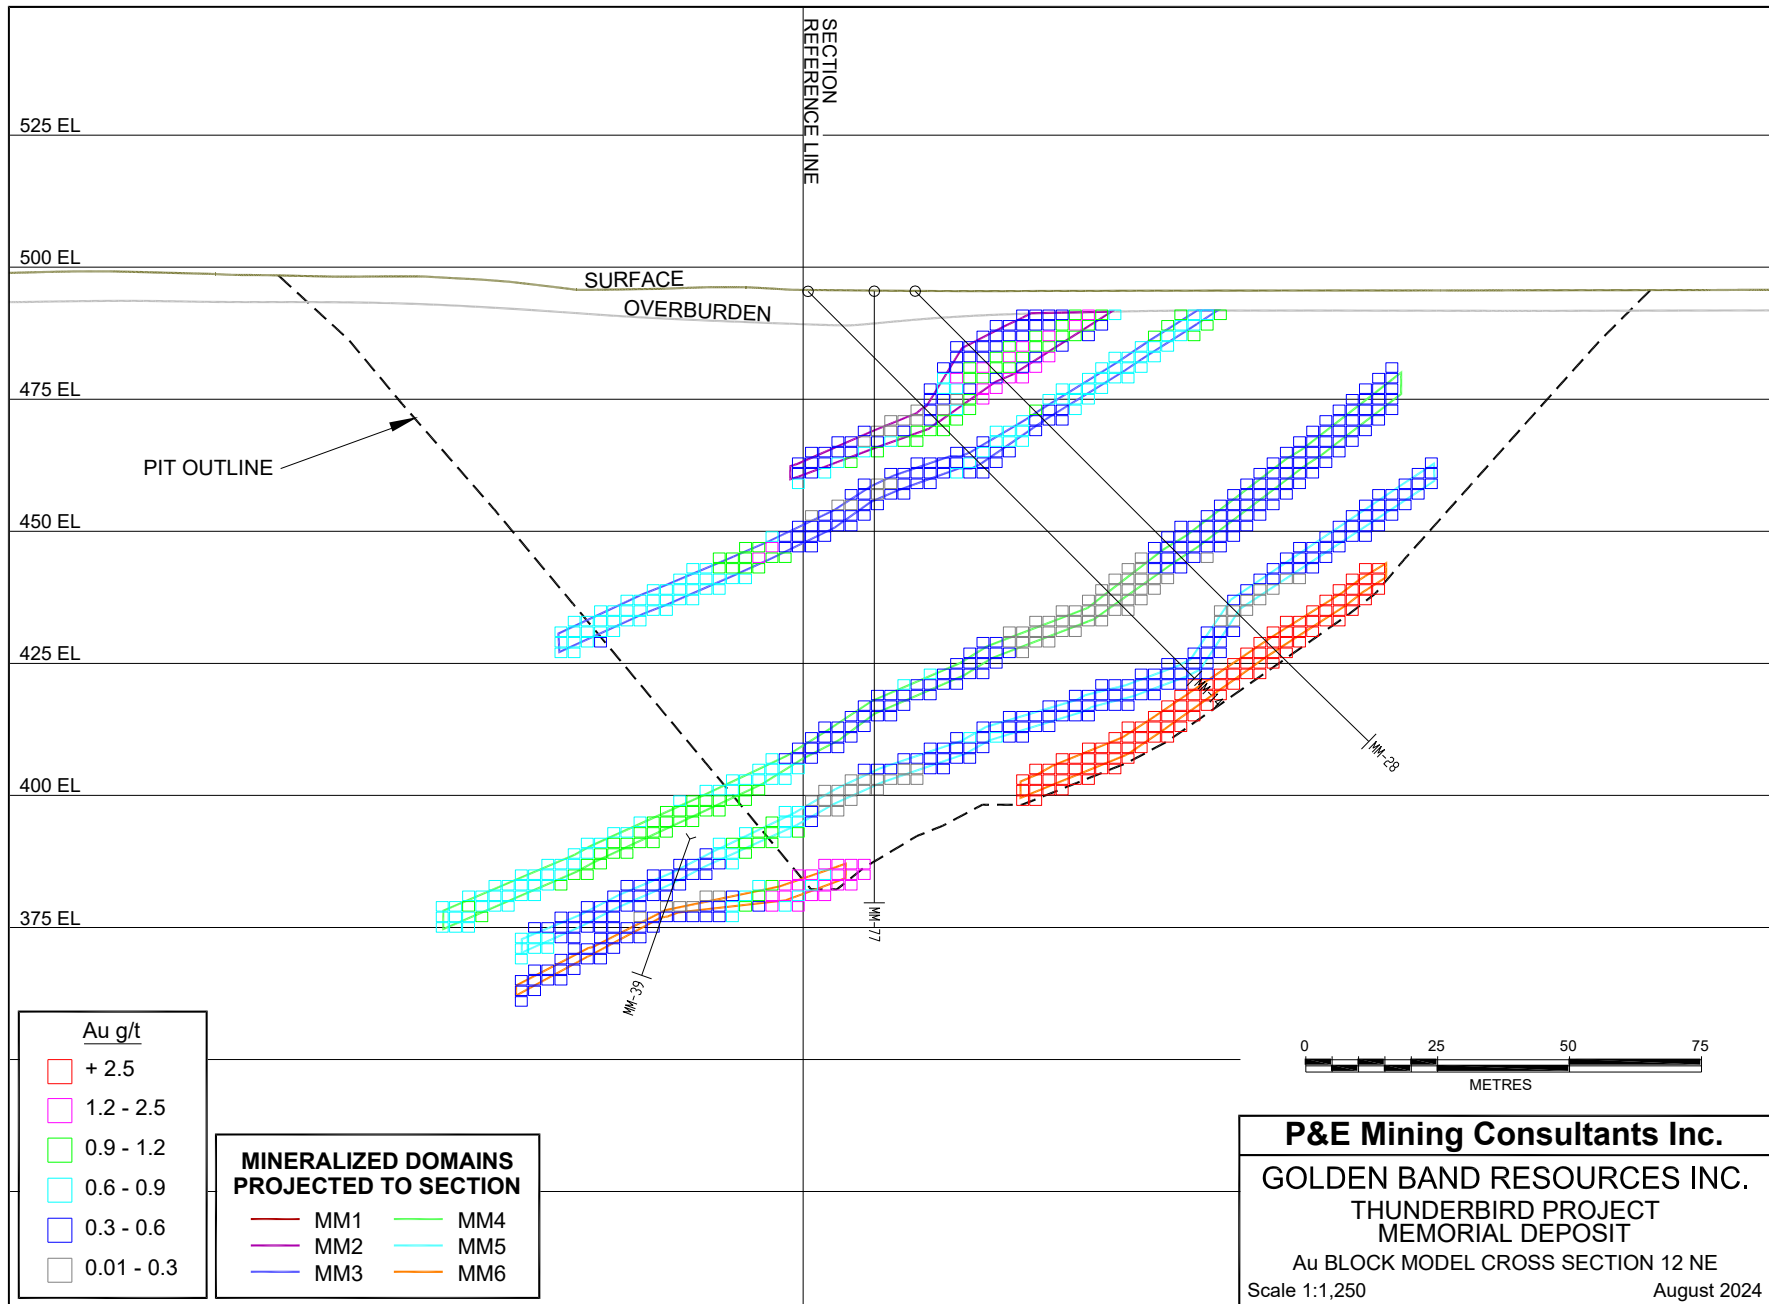 SECTION
REFERENCE LINE
525 EL
500 EL
SURFACE
OVERBURDEN
475 EL
PIT OUTLINE
450 EL
425 EL
MM-28
400 EL
MM-77
375 EL
MM-39
Au g/t
+ 2.5
1.2 - 2.5
0.9 - 1.2
0.6 - 0.9
0.3 - 0.6
0.01 - 0.3
MINERALIZED DOMAINS
PROJECTED TO SECTION
MM1
MM2
MM3
MM4
MM5
MM6
0 25 50 75
METRES
P&E Mining Consultants Inc.
GOLDEN BAND RESOURCES INC.
THUNDERBIRD PROJECT
MEMORIAL DEPOSIT
Au BLOCK MODEL CROSS SECTION 12 NE
Scale 1:1,250 August 2024